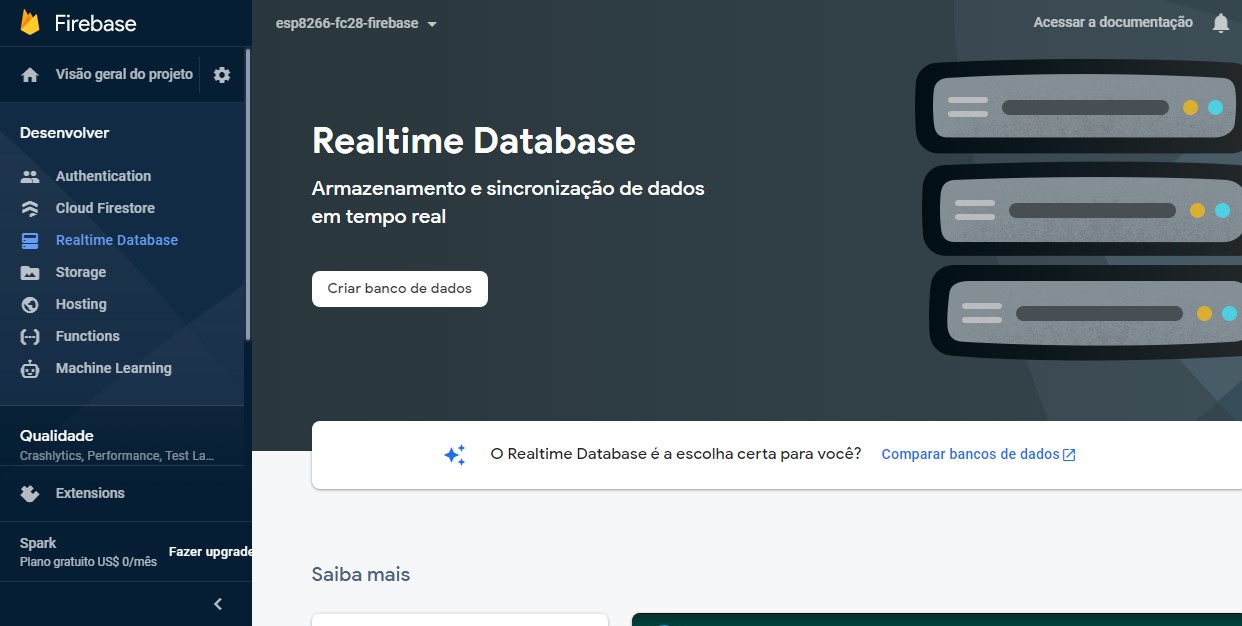 Firebase
Visão geral do projeto
Desenvolver
Authentication
Cloud Firestore
Realtime Database
Storage
Hosting
Functions
Machine Learning
Qualidade
Crashlytics, Performance, Test La...
Extensions
Spark
Plano gratuito US$ 0/mês
Fazer upgrade
esp8266-fc28-firebase
Acessar a documentação
Realtime Database
Armazenamento e sincronização de dados
em tempo real
Criar banco de dados
O Realtime Database é a escolha certa para você? Comparar bancos de dados
Saiba mais